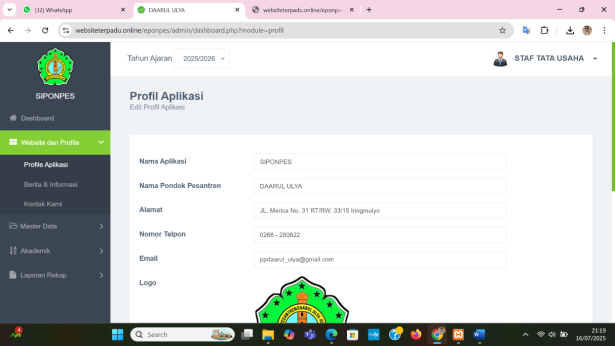 (32) WhatsApp
DAARUL ULYA
websiteterpadu.online/eponpes
websiteterpadu.online/eponpes/admin/dashboard.php?module=profil
Tahun Ajaran 2025/2026
STAF TATA USAHA
SIPONPES
Dashboard
Website dan Profile
Profile Aplikasi
Berita & Informasi
Kontak Kami
Master Data
Akademik
Laporan Rekap
Profil Aplikasi
Edit Profil Aplikasi
Nama Aplikasi SIPONPES
Nama Pondok Pesantren DAARUL ULYA
Alamat JL. Merica No. 31 RT/RW. 33/15 Iringmulyo
Nomor Telpon 0266 - 280622
Email ppdaarul_ulya@gmail.com
Logo
Search
21:19
16/07/2025